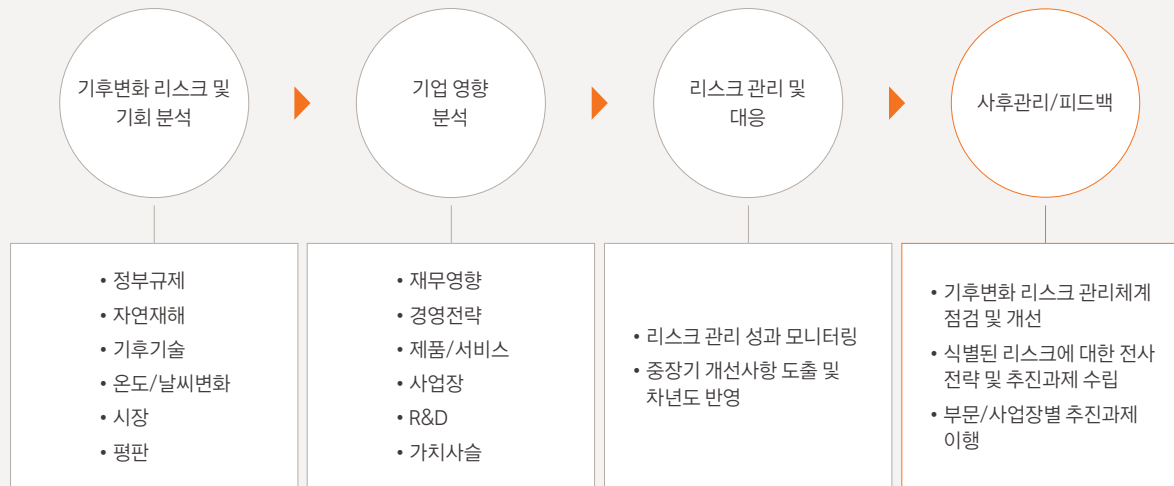 기후변화 리스크 및
기회 분석
기업 영향
분석
리스크 관리 및
대응
사후관리/피드백
• 정부규제
• 자연재해
• 기후기술
• 온도/날씨변화
• 시장
• 평판
• 재무영향
• 경영전략
• 제품/서비스
• 사업장
• R&D
• 가치사슬
• 리스크 관리 성과 모니터링
• 중장기 개선사항 도출 및
차년도 반영
• 기후변화 리스크 관리체계
점검 및 개선
• 식별된 리스크에 대한 전사
전략 및 추진과제 수립
• 부문/사업장별 추진과제
이행